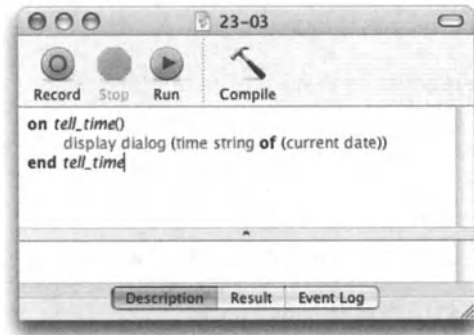 23-03
Record Stop Run Compile
on tell_time()
display dialog (time string of (current date))
end tell_time
Description Result Event Log